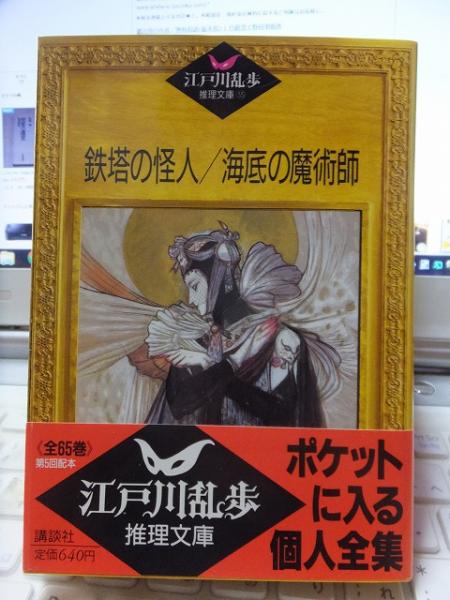 江戸川乱歩
推理文庫
鉄塔の怪人/海底の魔術師
〈全65巻〉
第5回配本
江戸川乱歩
推理文庫
講談社
定価640円
ポケット
に入る
個人全集